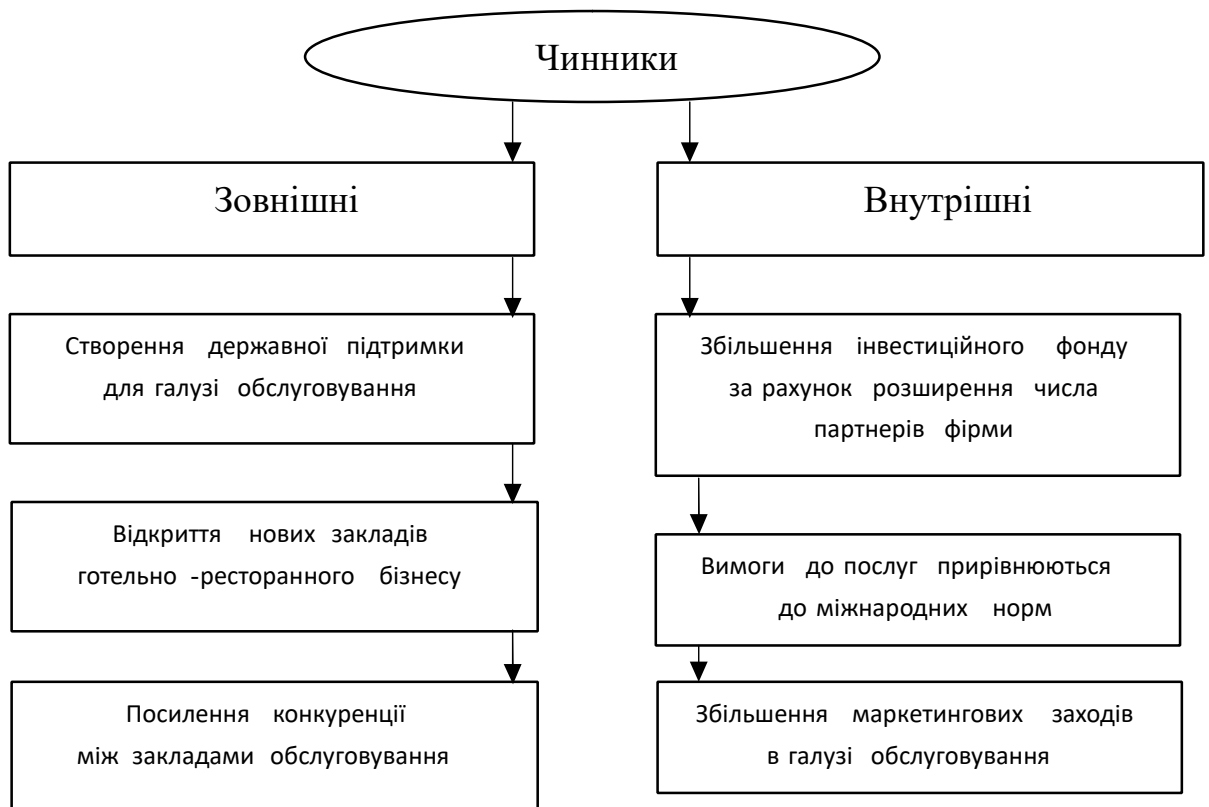 Чинники
Зовнішні
Внутрішні
Створення державної підтримки
для галузі обслуговування
Відкриття нових закладів
готельно -ресторанного бізнесу
Посилення конкуренції
між закладами обслуговування
Збільшення інвестиційного фонду
за рахунок розширення числа
партнерів фірми
Вимоги до послуг прирівнюються
до міжнародних норм
Збільшення маркетингових заходів
в галузі обслуговування